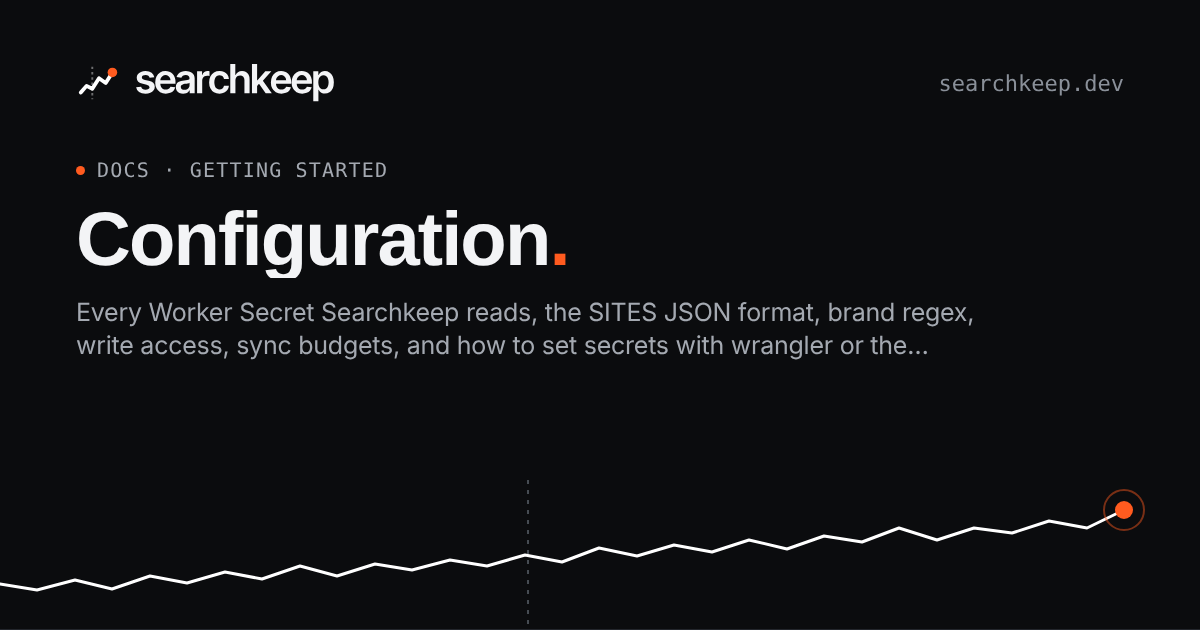 searchkeep
searchkeep.dev
DOCS · GETTING STARTED
Configuration.
Every Worker Secret Searchkeep reads, the SITES JSON format, brand regex,
write access, sync budgets, and how to set secrets with wrangler or the…